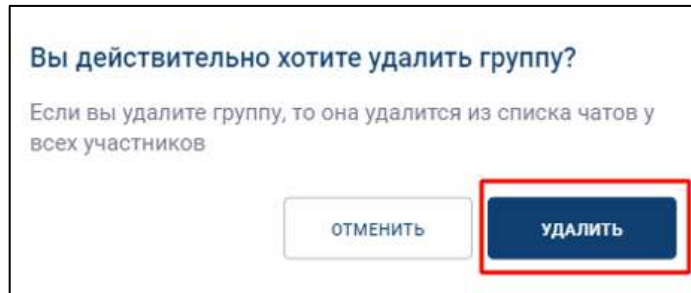 Вы действительно хотите удалить группу?
Если вы удалите группу, то она удалится из списка чатов у
всех участников
ОТМЕНИТЬ УДАЛИТЬ